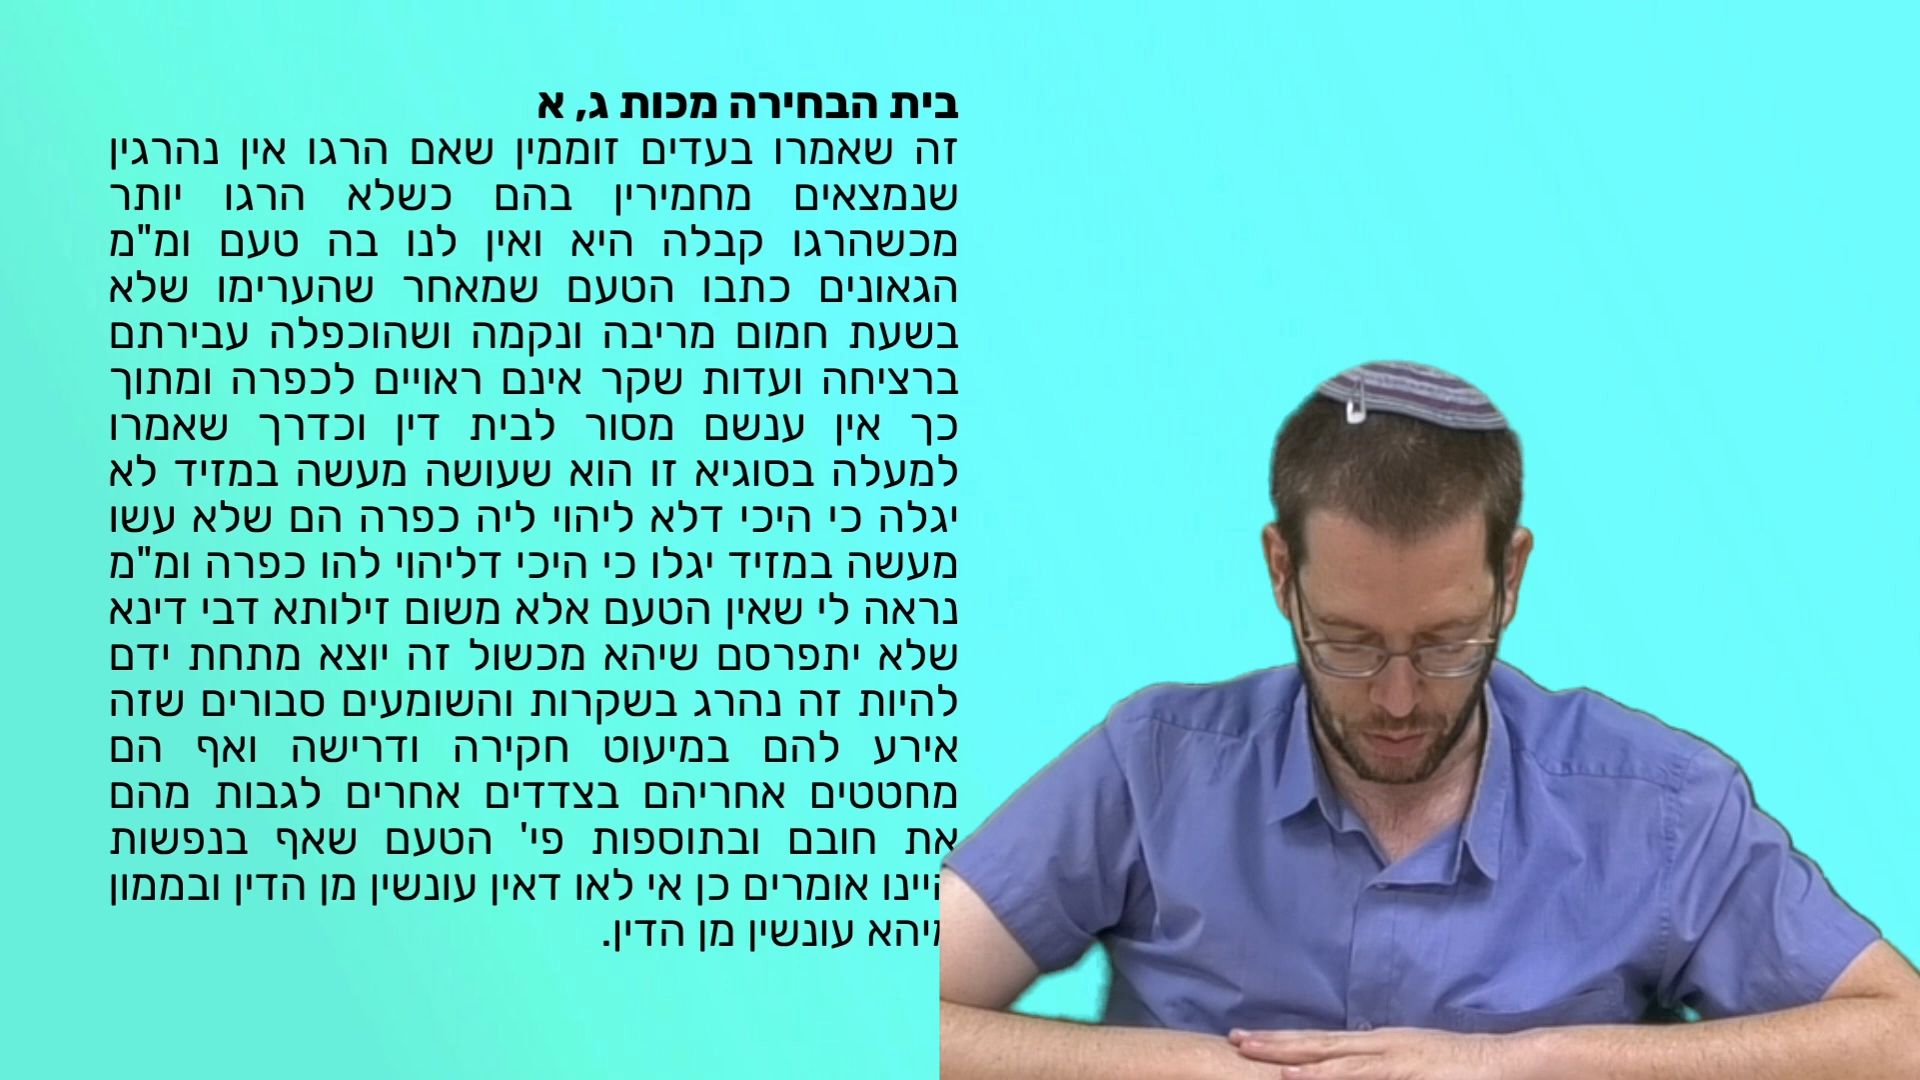 בית הבחירה מכות ג, א
זה שאמרו בעדים זוממין שאם הרגו אין נהרגין
שנמצאים מחמירין בהם כשלא הרגו יותר
מכשהרגו קבלה היא ואין לנו בה טעם ומ"מ
הגאונים כתבו הטעם שמאחר שהערימו שלא
בשעת חמום מריבה ונקמה ושהוכפלה עבירתם
ברציחה ועדות שקר אינם ראויים לכפרה ומתוך
כך אין ענשם מסור לבית דין וכדרך שאמרו
למעלה בסוגיא זו הוא שעושה מעשה במזיד לא
יגלה כי היכי דלא ליהוי ליה כפרה הם שלא עשו
מעשה במזיד יגלו כי היכי דליהוי להו כפרה ומ"מ
נראה לי שאין הטעם אלא משום זילותא דבי דינא
שלא יתפרסם שיהא מכשול זה יוצא מתחת ידם
להיות זה נהרג בשקרות והשומעים סבורים שזה
אירע להם במיעוט חקירה ודרישה ואף הם
מחטטים אחריהם בצדדים אחרים לגבות מהם
את חובם ובתוספות פי' הטעם שאף בנפשות
היינו אומרים כן אי לאו דאין עונשין מן הדין ובממון
מיהא עונשין מן הדין.